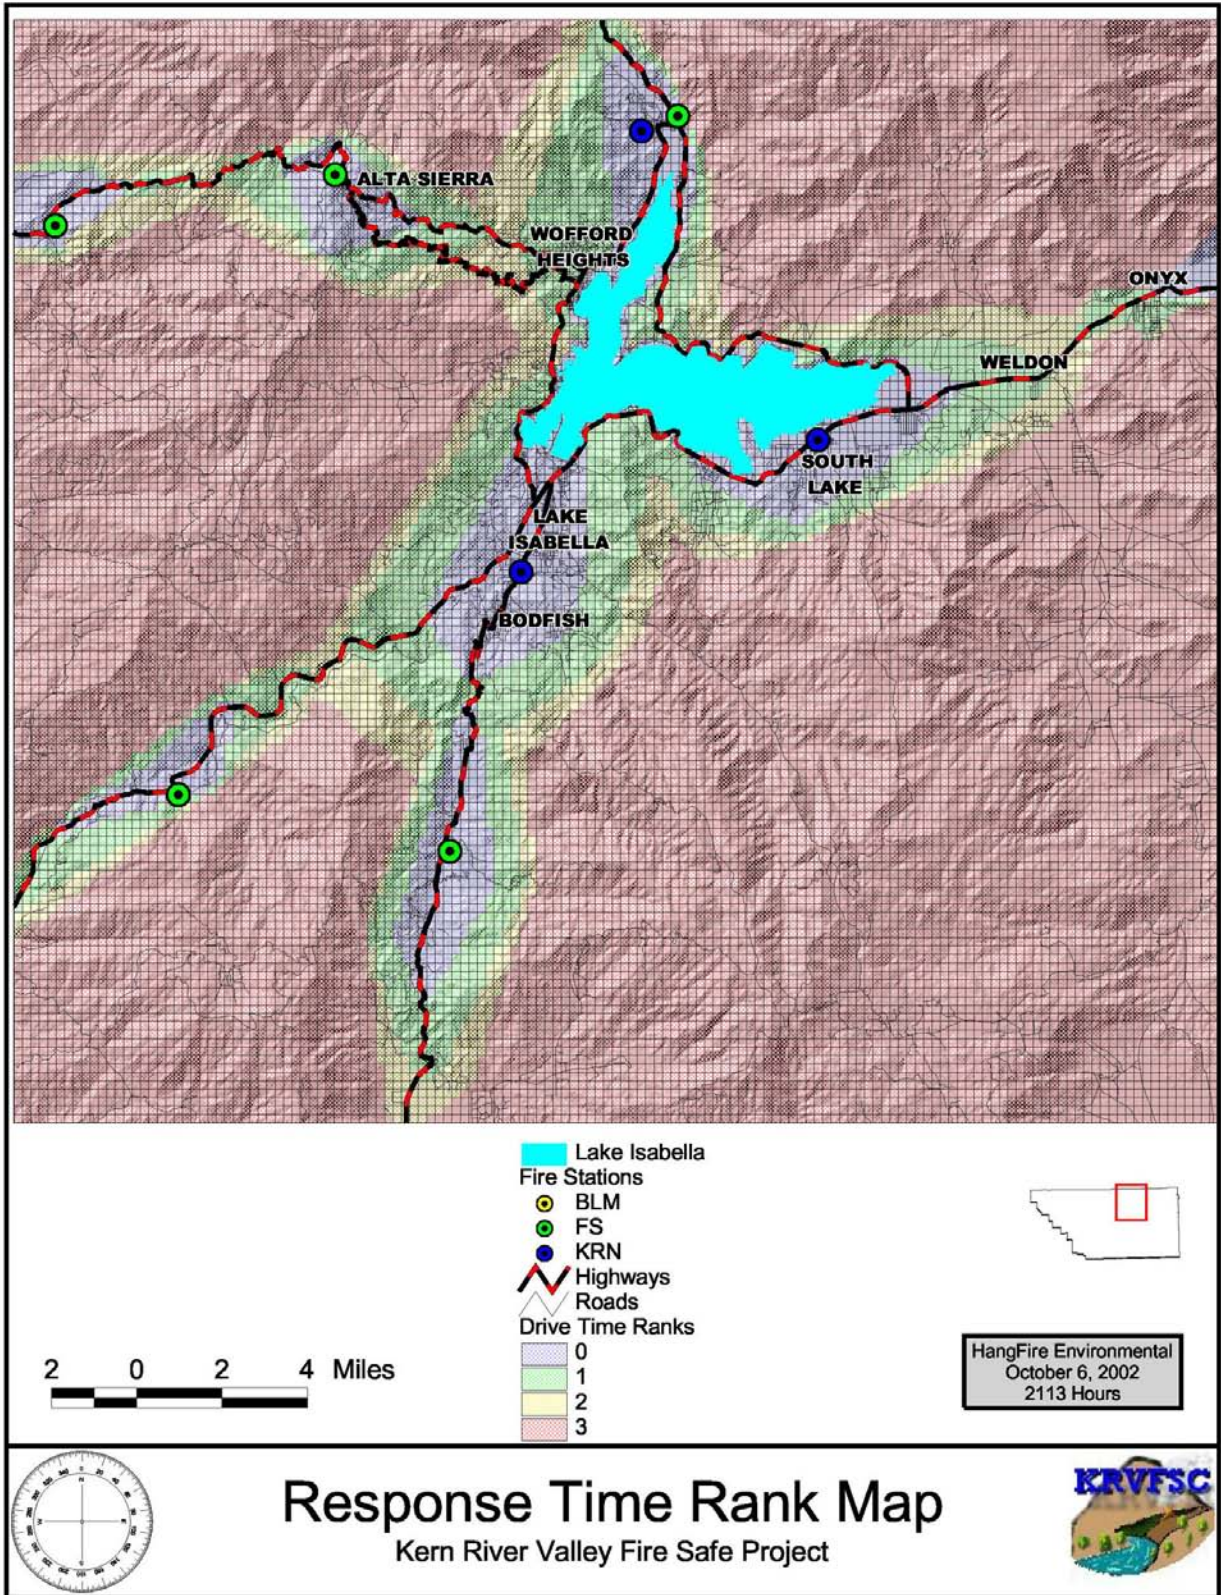 ALTA SIERRA
WOFFORD
HEIGHTS
ONYX
WELDON
SOUTH
LAKE
LAKE
ISABELLA
BODFISH
Lake Isabella
Fire Stations
BLM
FS
KRN
Highways
Roads
Drive Time Ranks
0
1
2
3
2 0 2 4 Miles
HangFire Environmental
October 6, 2002
2113 Hours
Response Time Rank Map
Kern River Valley Fire Safe Project
KRVFSC